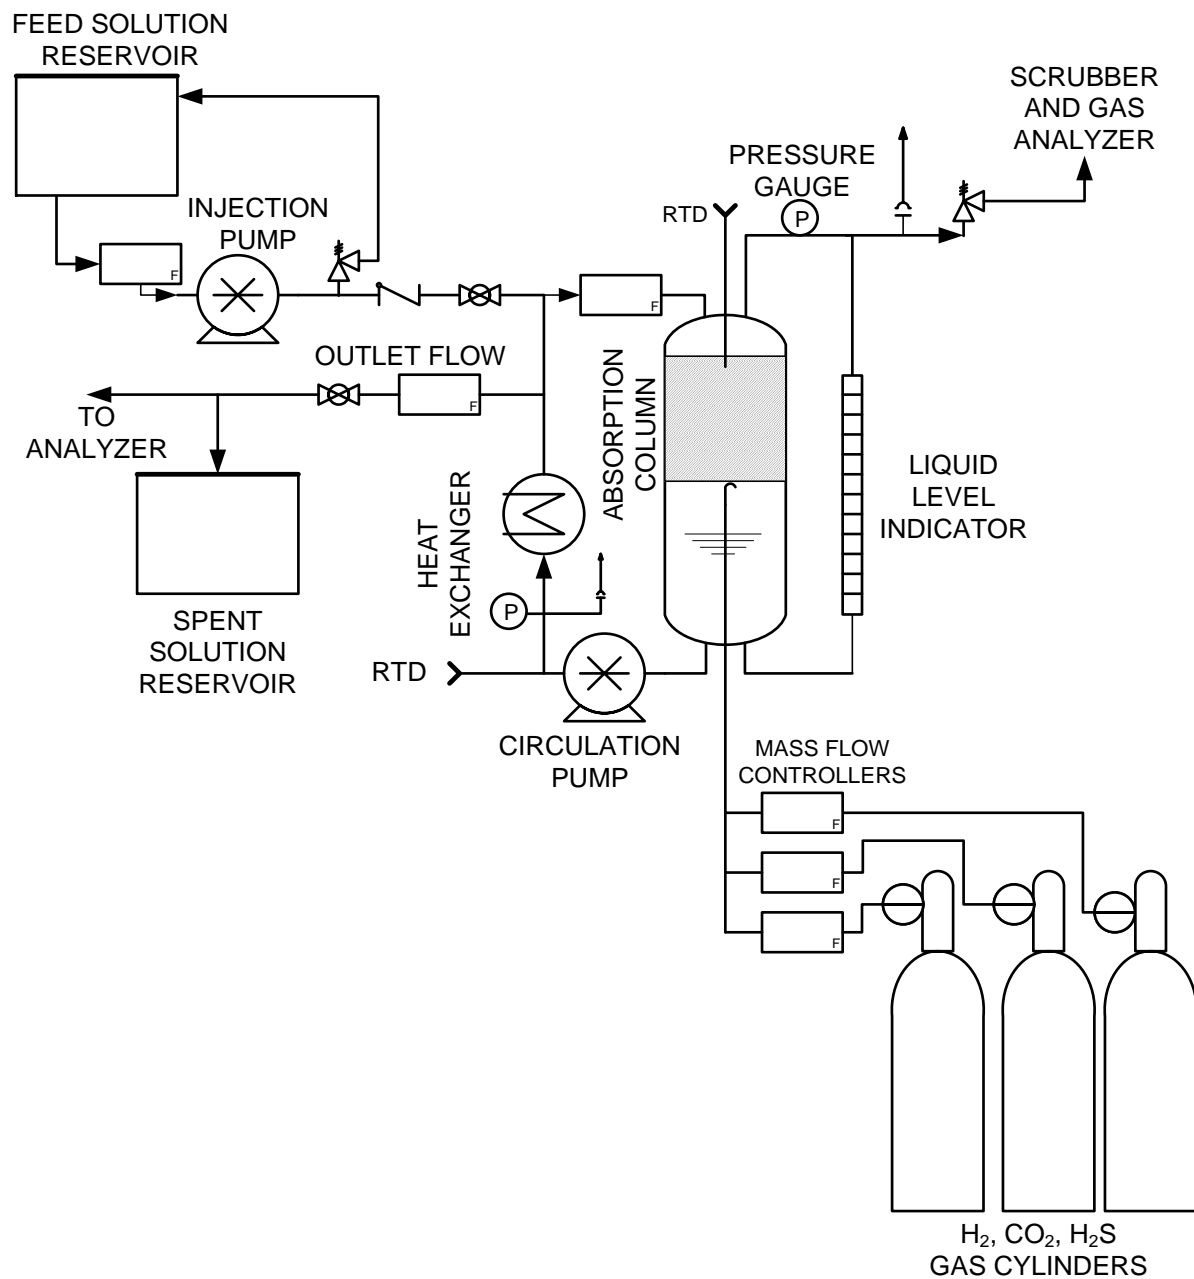 FEED SOLUTION
RESERVOIR
SCRUBBER
AND GAS
ANALYZER
PRESSURE
GAUGE
P
RTD
INJECTION
PUMP
F
F
OUTLET FLOW
F
TO
ANALYZER
ABSORPTION
COLUMN
LIQUID
LEVEL
INDICATOR
HEAT
EXCHANGER
P
SPENT
SOLUTION
RESERVOIR
RTD
CIRCULATION
PUMP
MASS FLOW
CONTROLLERS
F
F
F
H₂, CO₂, H₂S
GAS CYLINDERS